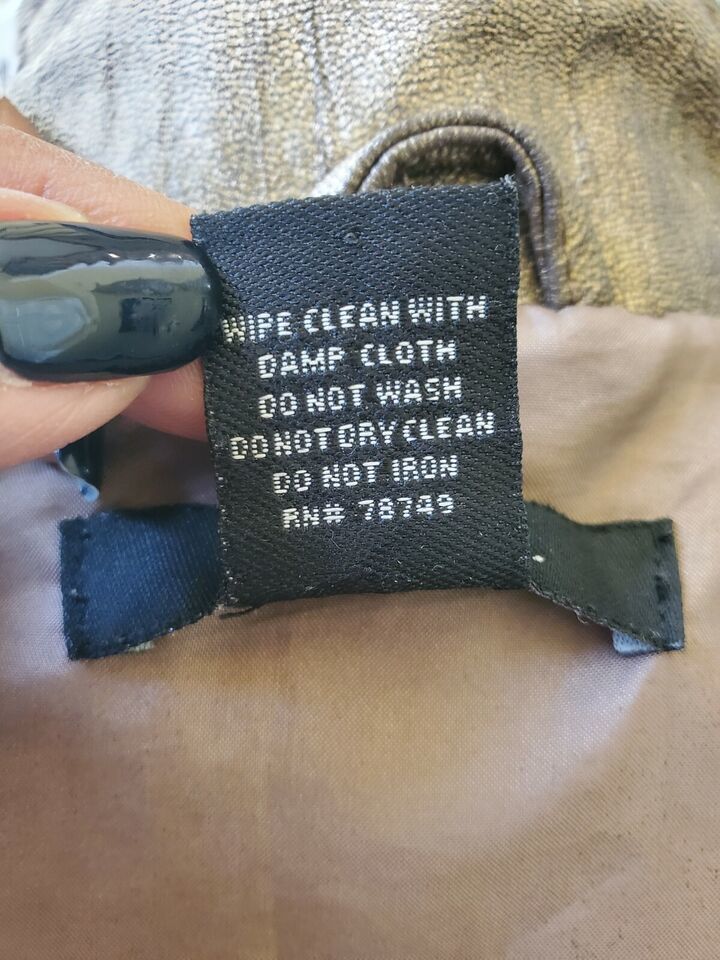 WIPE CLEAN WITH
DAMP CLOTH
DO NOT WASH
DO NOT DRY CLEAN
DO NOT IRON
RN# 78749